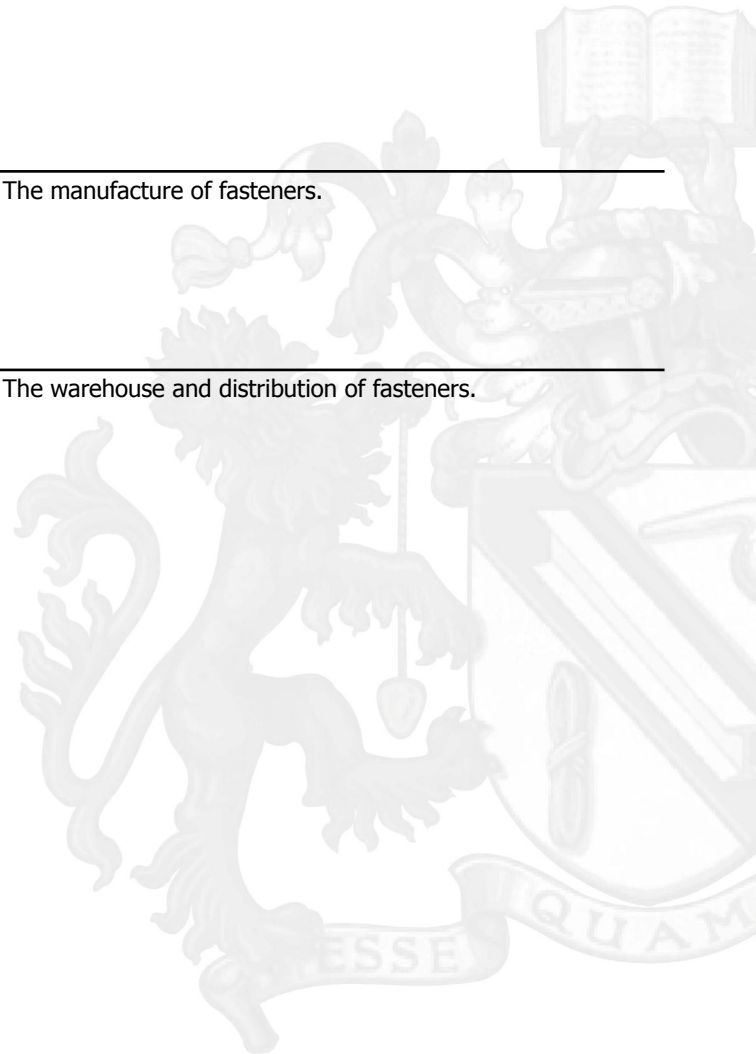 The manufacture of fasteners.
The warehouse and distribution of fasteners.
ESSE
QUAM